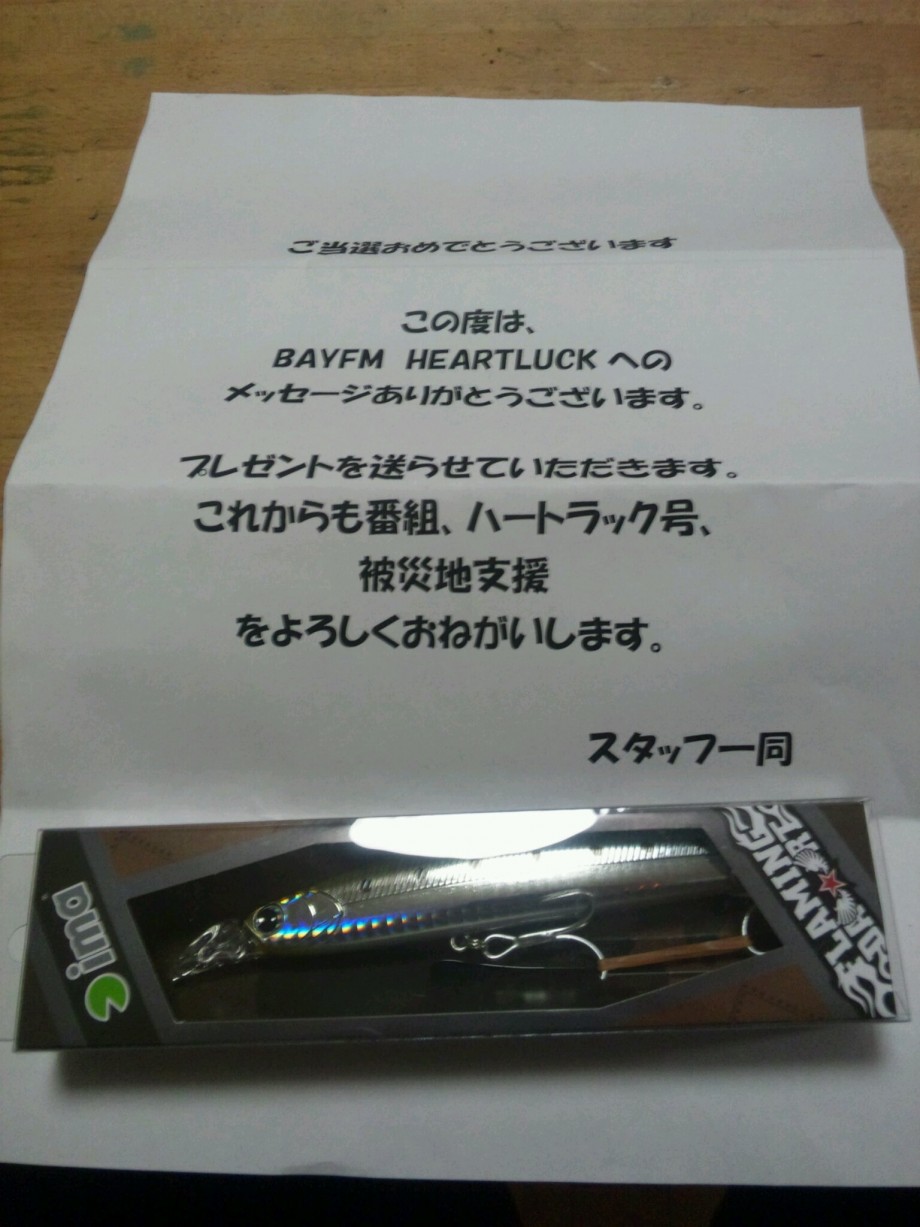 ご当選おめでとうございます
この度は、
BAYFM HEARTLUCK への
メッセージありがとうございます。
プレゼントを送らせていただきます。
これからも番組、ハートラック号、
被災地支援
をよろしくおねがいします。
スタッフ一同
ima
FLAMING